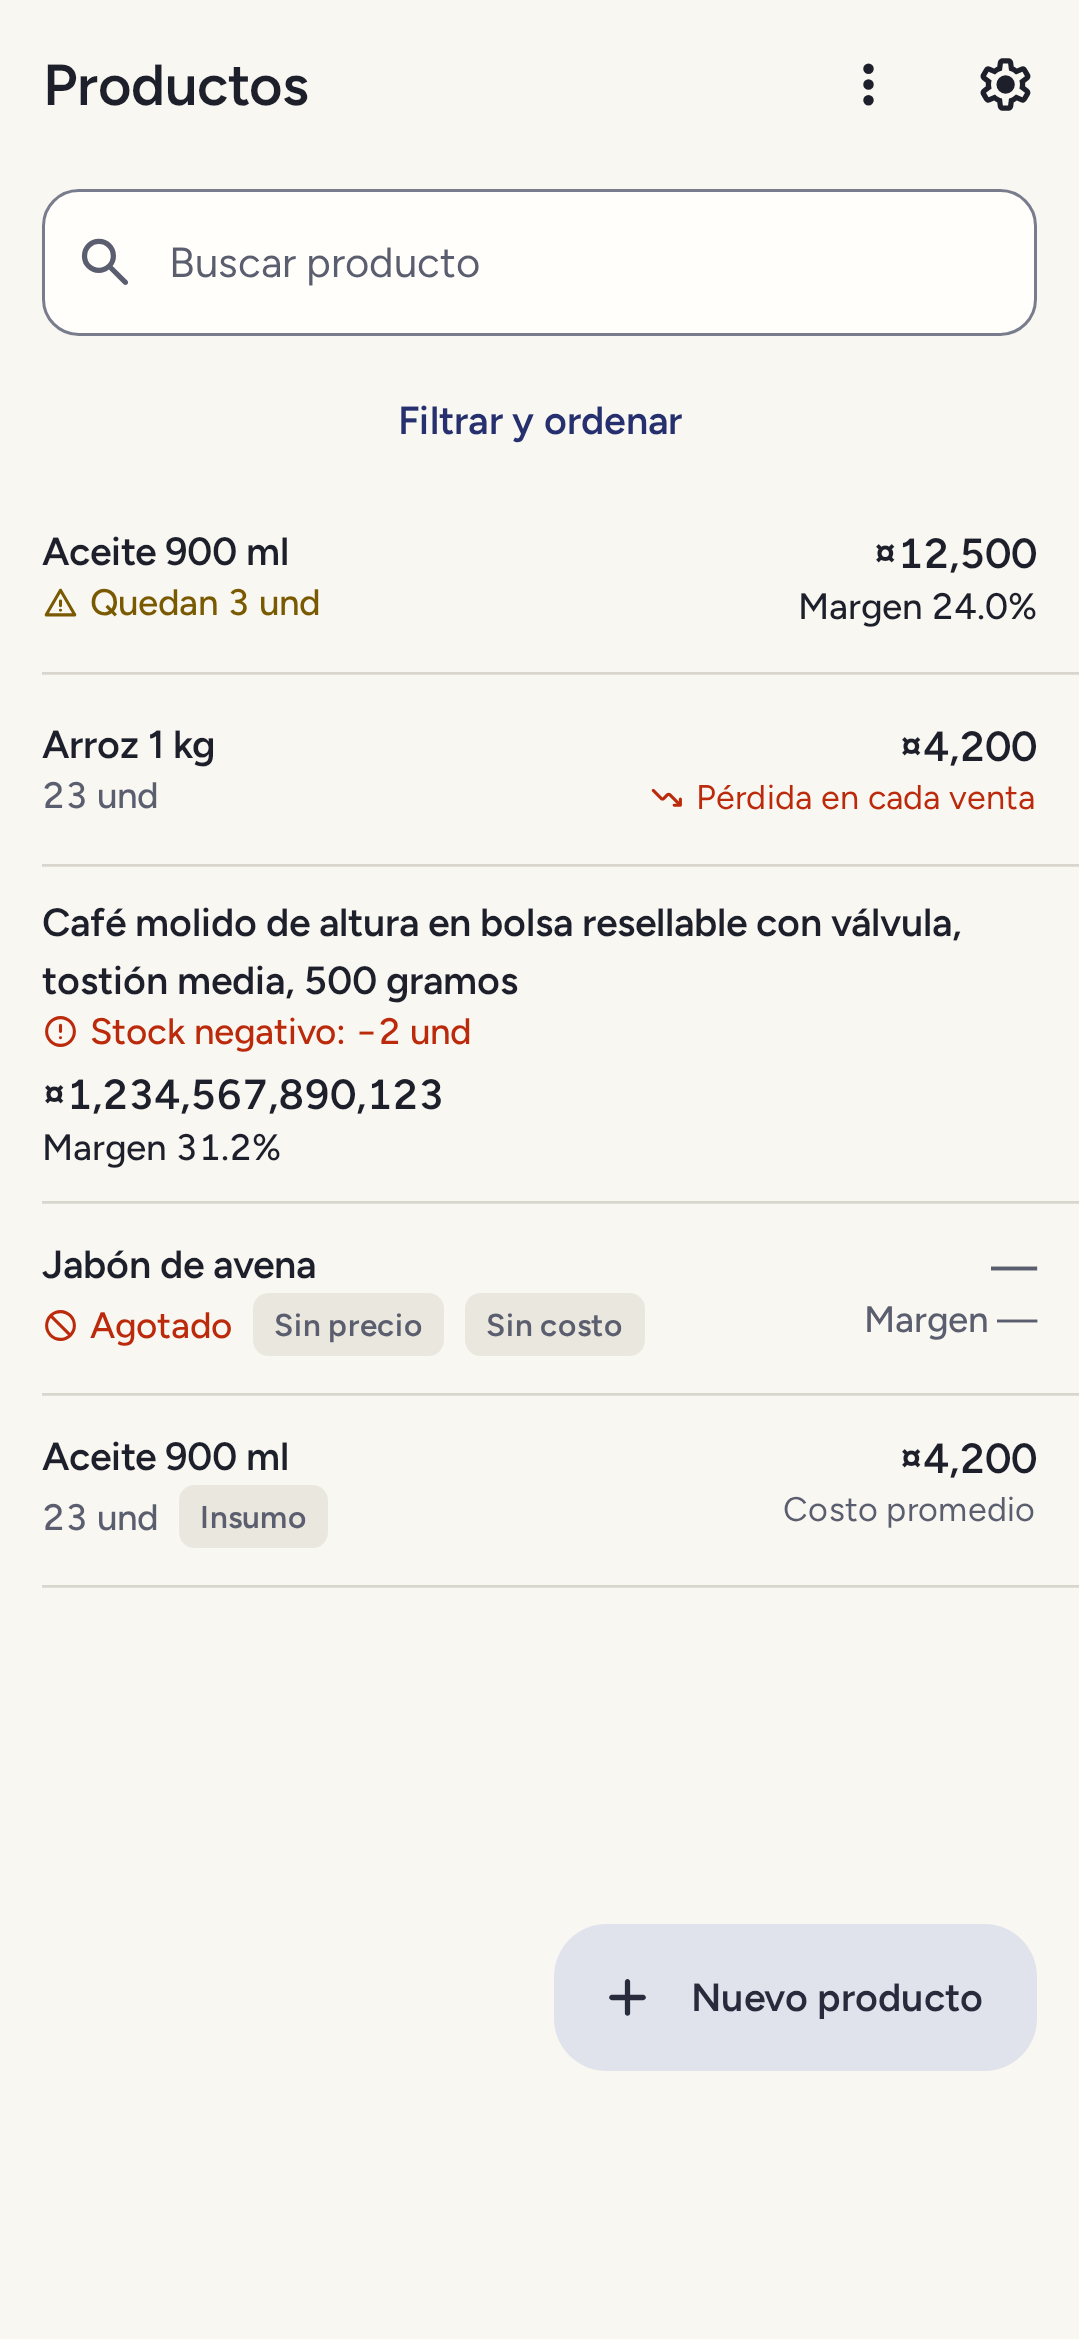 Productos
Buscar producto
Filtrar y ordenar
Aceite 900 ml
¤12,500
Quedan 3 und
Margen 24.0%
Arroz 1 kg
¤4,200
23 und
Pérdida en cada venta
Café molido de altura en bolsa resellable con válvula,
tostión media, 500 gramos
Stock negativo: −2 und
¤1,234,567,890,123
Margen 31.2%
Jabón de avena
—
Agotado
Sin precio
Sin costo
Margen —
Aceite 900 ml
¤4,200
23 und
Insumo
Costo promedio
Nuevo producto